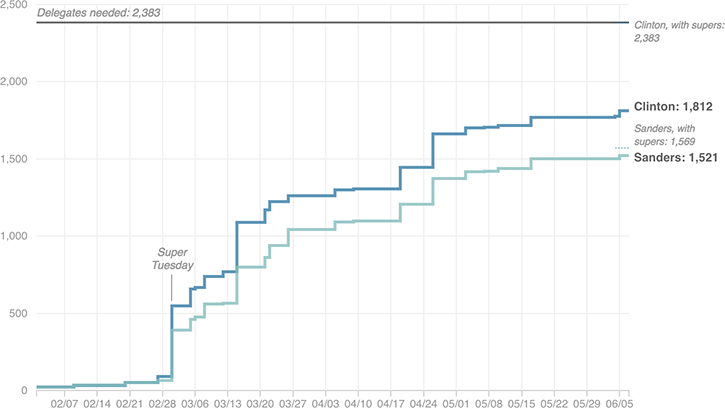 2,500
Delegates needed: 2,383
Clinton, with supers:
2,383
2,000
Clinton: 1,812
Sanders, with
supers: 1,569
1,500
Sanders: 1,521
1,000
Super
Tuesday
500
0
02/07 02/14 02/21 02/28 03/06 03/13 03/20 03/27 04/03 04/10 04/17 04/24 05/01 05/08 05/15 05/22 05/29 06/05